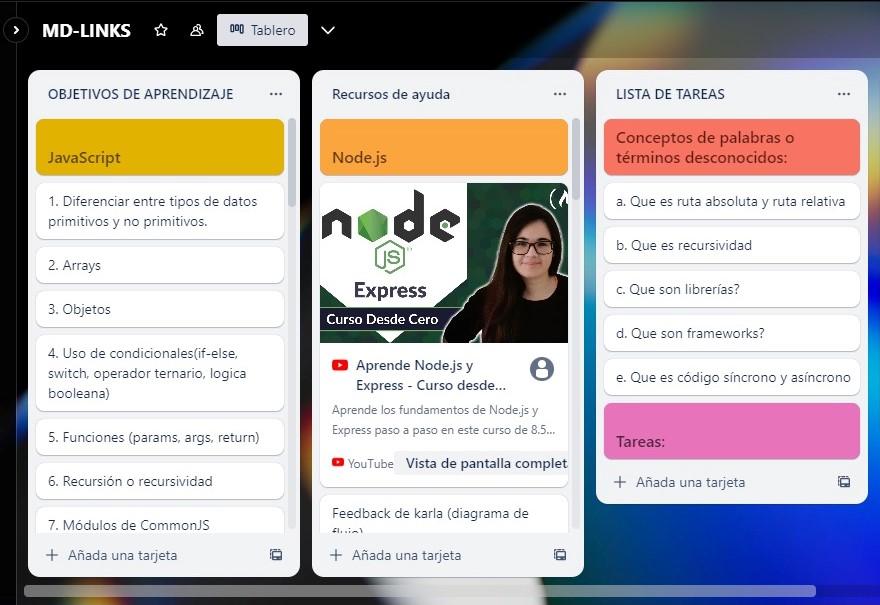 MD-LINKS
Tablero
OBJETIVOS DE APRENDIZAJE
JavaScript
1. Diferenciar entre tipos de datos
primitivos y no primitivos.
2. Arrays
3. Objetos
4. Uso de condicionales(if-else,
switch, operador ternario, logica
booleana)
5. Funciones (params, args, return)
6. Recursión o recursividad
7. Módulos de CommonJS
Añada una tarjeta
Recursos de ayuda
Node.js
node
JS
Express
Curso Desde Cero
Aprende Node.js y
Express - Curso desde...
Aprende los fundamentos de Node.js y
Express paso a paso en este curso de 8.5...
YouTube
Vista de pantalla complet
Feedback de karla (diagrama de
flujo)
Añada una tarjeta
LISTA DE TAREAS
Conceptos de palabras o
términos desconocidos:
a. Que es ruta absoluta y ruta relativa
b. Que es recursividad
c. Que son librerías?
d. Que son frameworks?
e. Que es código síncrono y asíncrono
Tareas:
Añada una tarjeta